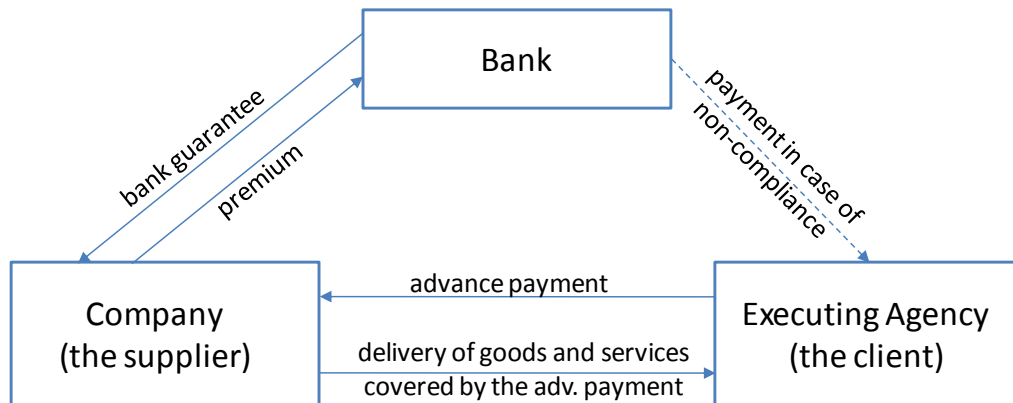 Bank
bank guarantee
premium
payment in case of
non-compliance
Company
(the supplier)
advance payment
delivery of goods and services
covered by the adv. payment
Executing Agency
(the client)